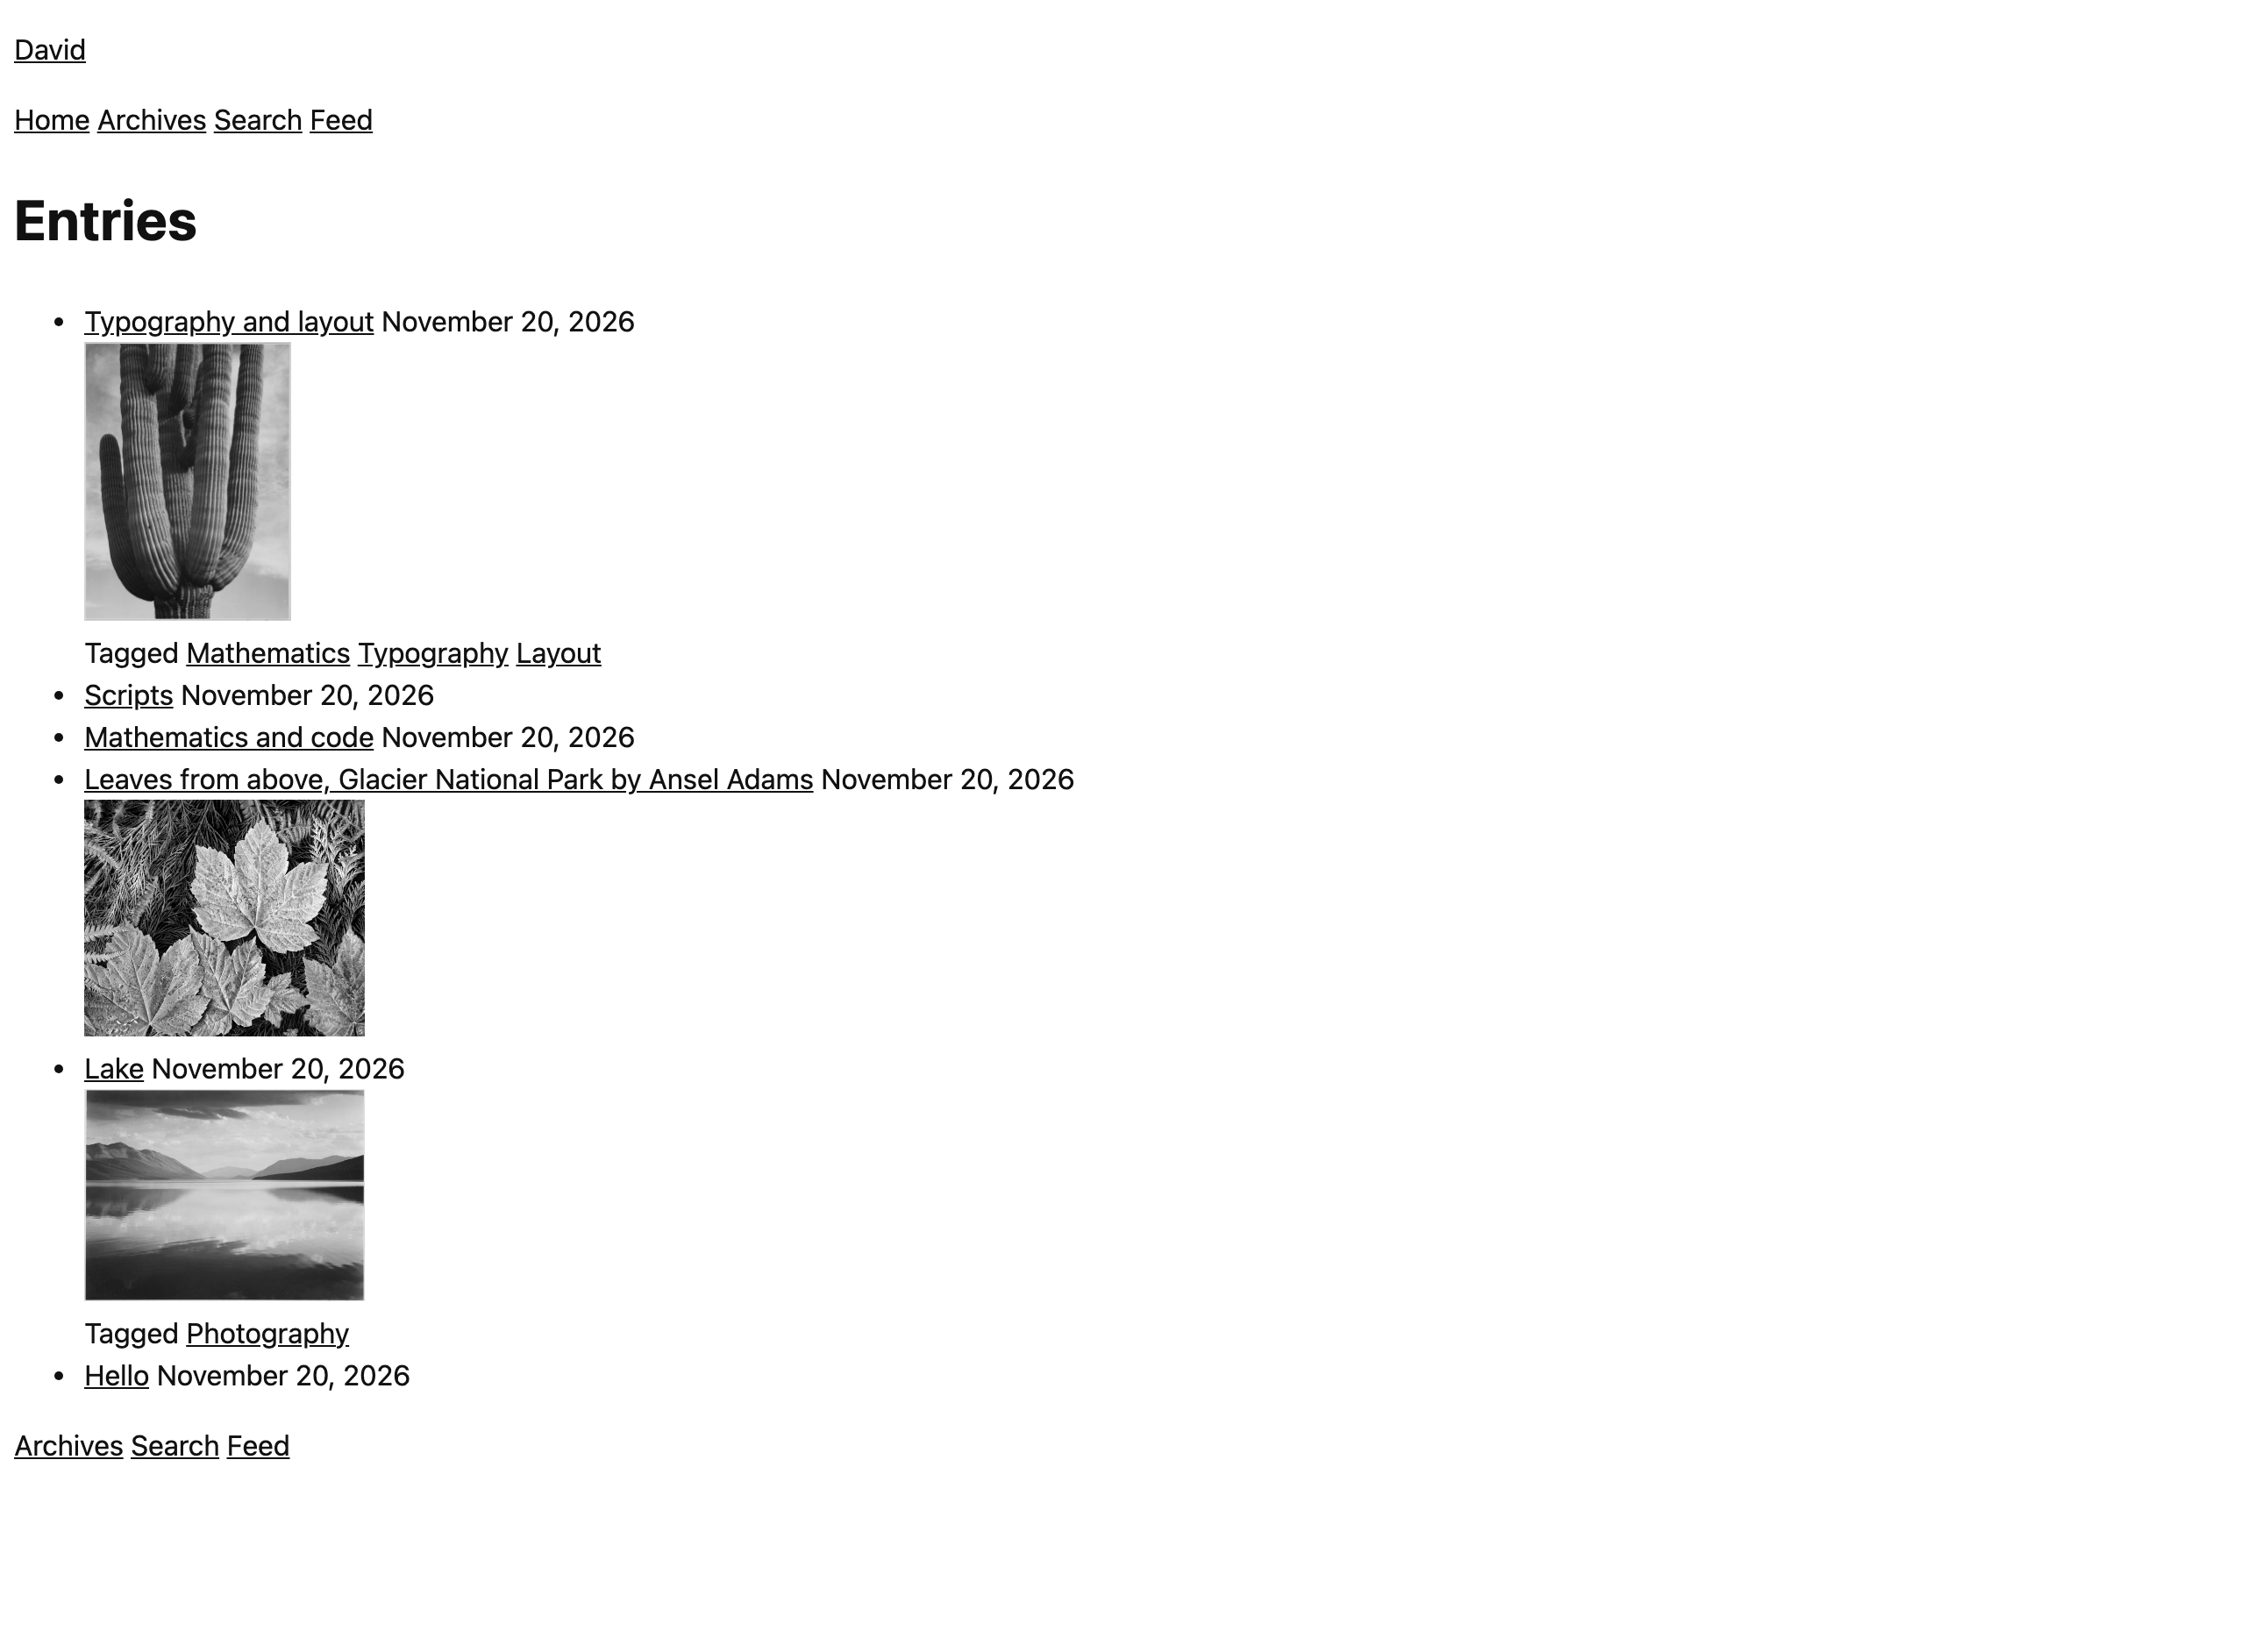 David
Home Archives Search Feed
Entries
• Typography and layout November 20, 2026
Tagged Mathematics Typography Layout
• Scripts November 20, 2026
• Mathematics and code November 20, 2026
• Leaves from above, Glacier National Park by Ansel Adams November 20, 2026
• Lake November 20, 2026
Tagged Photography
• Hello November 20, 2026
Archives Search Feed